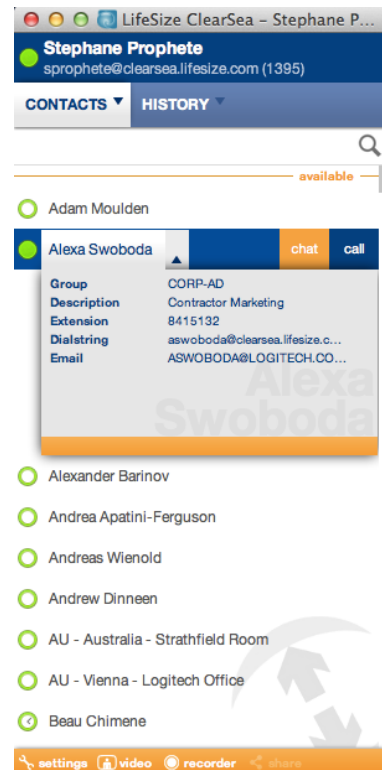 LifeSize ClearSea – Stephane P...
Stephane Prophete
sprophete@clearsea.lifesize.com (1395)
CONTACTS HISTORY
available
Adam Moulden
Alexa Swoboda chat call
Group CORP-AD
Description Contractor Marketing
Extension 8415132
Dialstring aswoboda@clearsea.lifesize.c...
Email ASWOBODA@LOGITECH.CO...
Alexa
Swoboda
Alexander Barinov
Andrea Apatini-Ferguson
Andreas Wienold
Andrew Dinneen
AU - Australia - Strathfield Room
AU - Vienna - Logitech Office
Beau Chimene
settings video recorder share